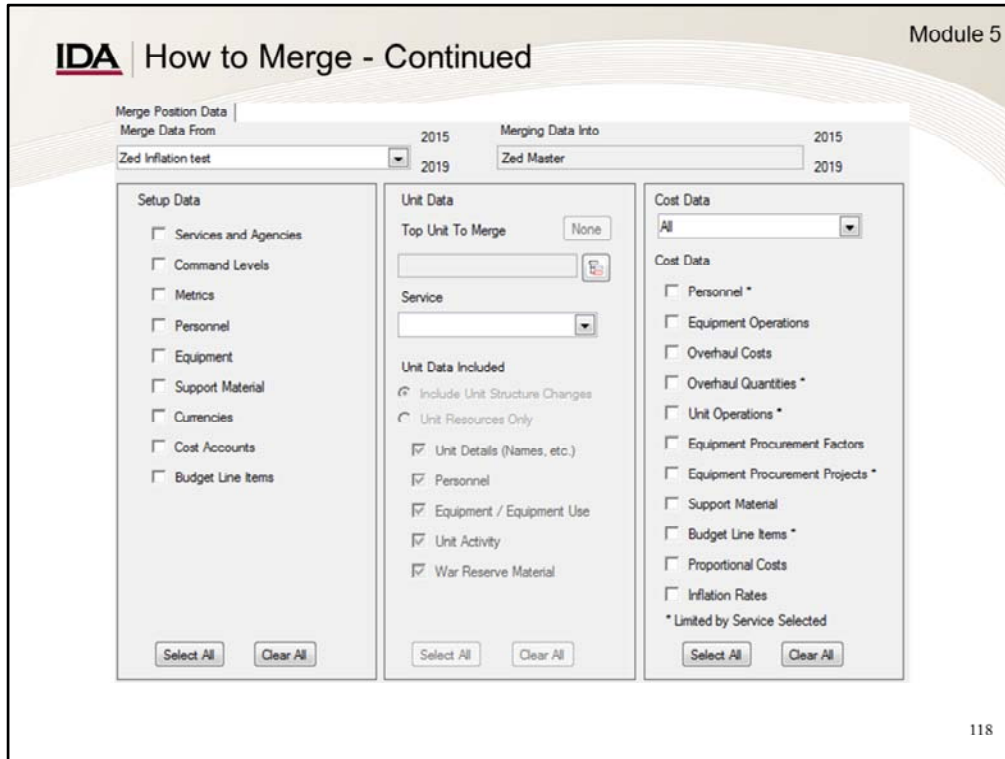 Module 5
IDA How to Merge - Continued
Merge Position Data
Merge Data From
2015
Merging Data Into
2015
Zed Inflation test
2019
Zed Master
2019
Setup Data
Services and Agencies
Command Levels
Metrics
Personnel
Equipment
Support Material
Currencies
Cost Accounts
Budget Line Items
Select All
Clear All
Unit Data
Top Unit To Merge
None
Service
Unit Data Included
Include Unit Structure Changes
Unit Resources Only
Unit Details (Names, etc.)
Personnel
Equipment / Equipment Use
Unit Activity
War Reserve Material
Select All
Clear All
Cost Data
All
Cost Data
Personnel *
Equipment Operations
Overhaul Costs
Overhaul Quantities *
Unit Operations *
Equipment Procurement Factors
Equipment Procurement Projects *
Support Material
Budget Line Items *
Proportional Costs
Inflation Rates
* Limited by Service Selected
Select All
Clear All
118